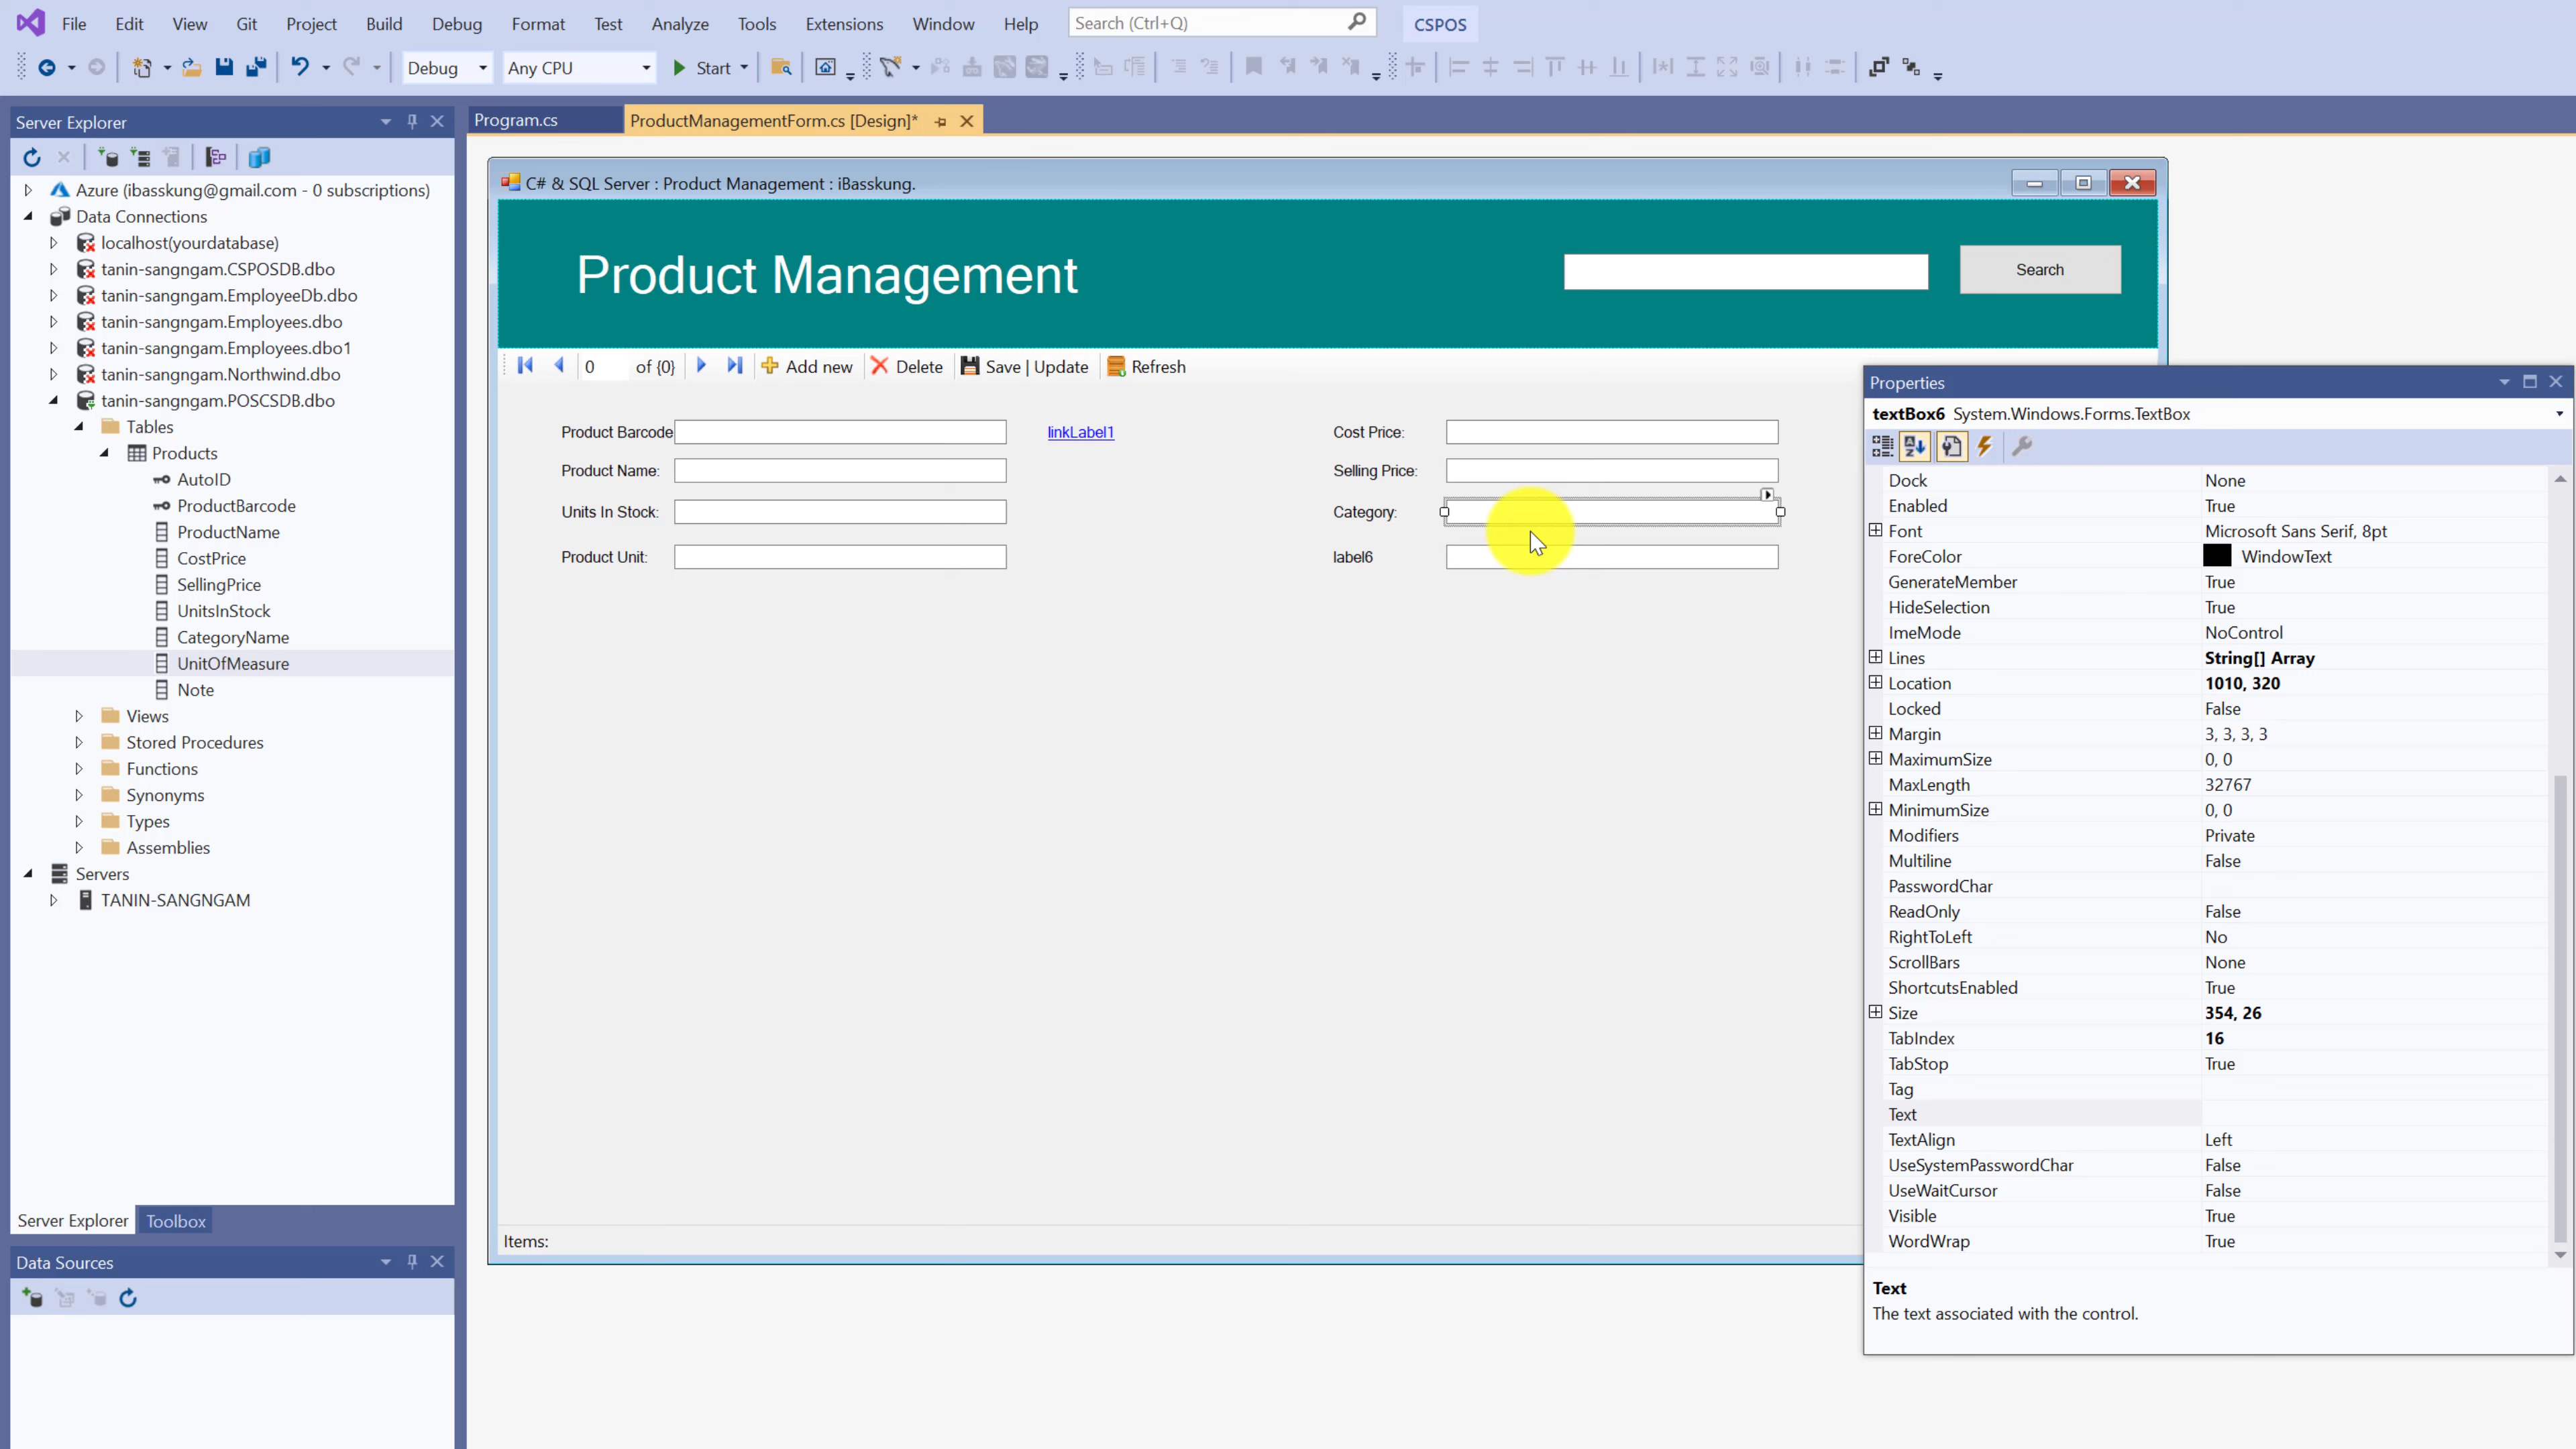 File Edit View Git Project Build Debug Format Test Analyze Tools Extensions Window Help Search (Ctrl+Q) CSPOS
Debug Any CPU Start
Server Explorer
Azure (ibasskung@gmail.com - 0 subscriptions)
Data Connections
localhost(yourdatabase)
tanin-sangngam.CSPOSDB.dbo
tanin-sangngam.EmployeeDb.dbo
tanin-sangngam.Employees.dbo
tanin-sangngam.Employees.dbo1
tanin-sangngam.Northwind.dbo
tanin-sangngam.POSCSDB.dbo
Tables
Products
AutoID
ProductBarcode
ProductName
CostPrice
SellingPrice
UnitsInStock
CategoryName
UnitOfMeasure
Note
Views
Stored Procedures
Functions
Synonyms
Types
Assemblies
Servers
TANIN-SANGNGAM
Server Explorer Toolbox
Data Sources
Program.cs ProductManagementForm.cs [Design]*
C# & SQL Server : Product Management : iBasskung.
Product Management Search
0 of {0} Add new Delete Save | Update Refresh
Product Barcode linkLabel1 Cost Price:
Product Name: Selling Price:
Units In Stock: Category:
Product Unit: label6
Items:
Properties
textBox6 System.Windows.Forms.TextBox
Dock None
Enabled True
Font Microsoft Sans Serif, 8pt
ForeColor WindowText
GenerateMember True
HideSelection True
ImeMode NoControl
Lines String[] Array
Location 1010, 320
Locked False
Margin 3, 3, 3, 3
MaximumSize 0, 0
MaxLength 32767
MinimumSize 0, 0
Modifiers Private
Multiline False
PasswordChar
ReadOnly False
RightToLeft No
ScrollBars None
ShortcutsEnabled True
Size 354, 26
TabIndex 16
TabStop True
Tag
Text
TextAlign Left
UseSystemPasswordChar False
UseWaitCursor False
Visible True
WordWrap True
Text
The text associated with the control.